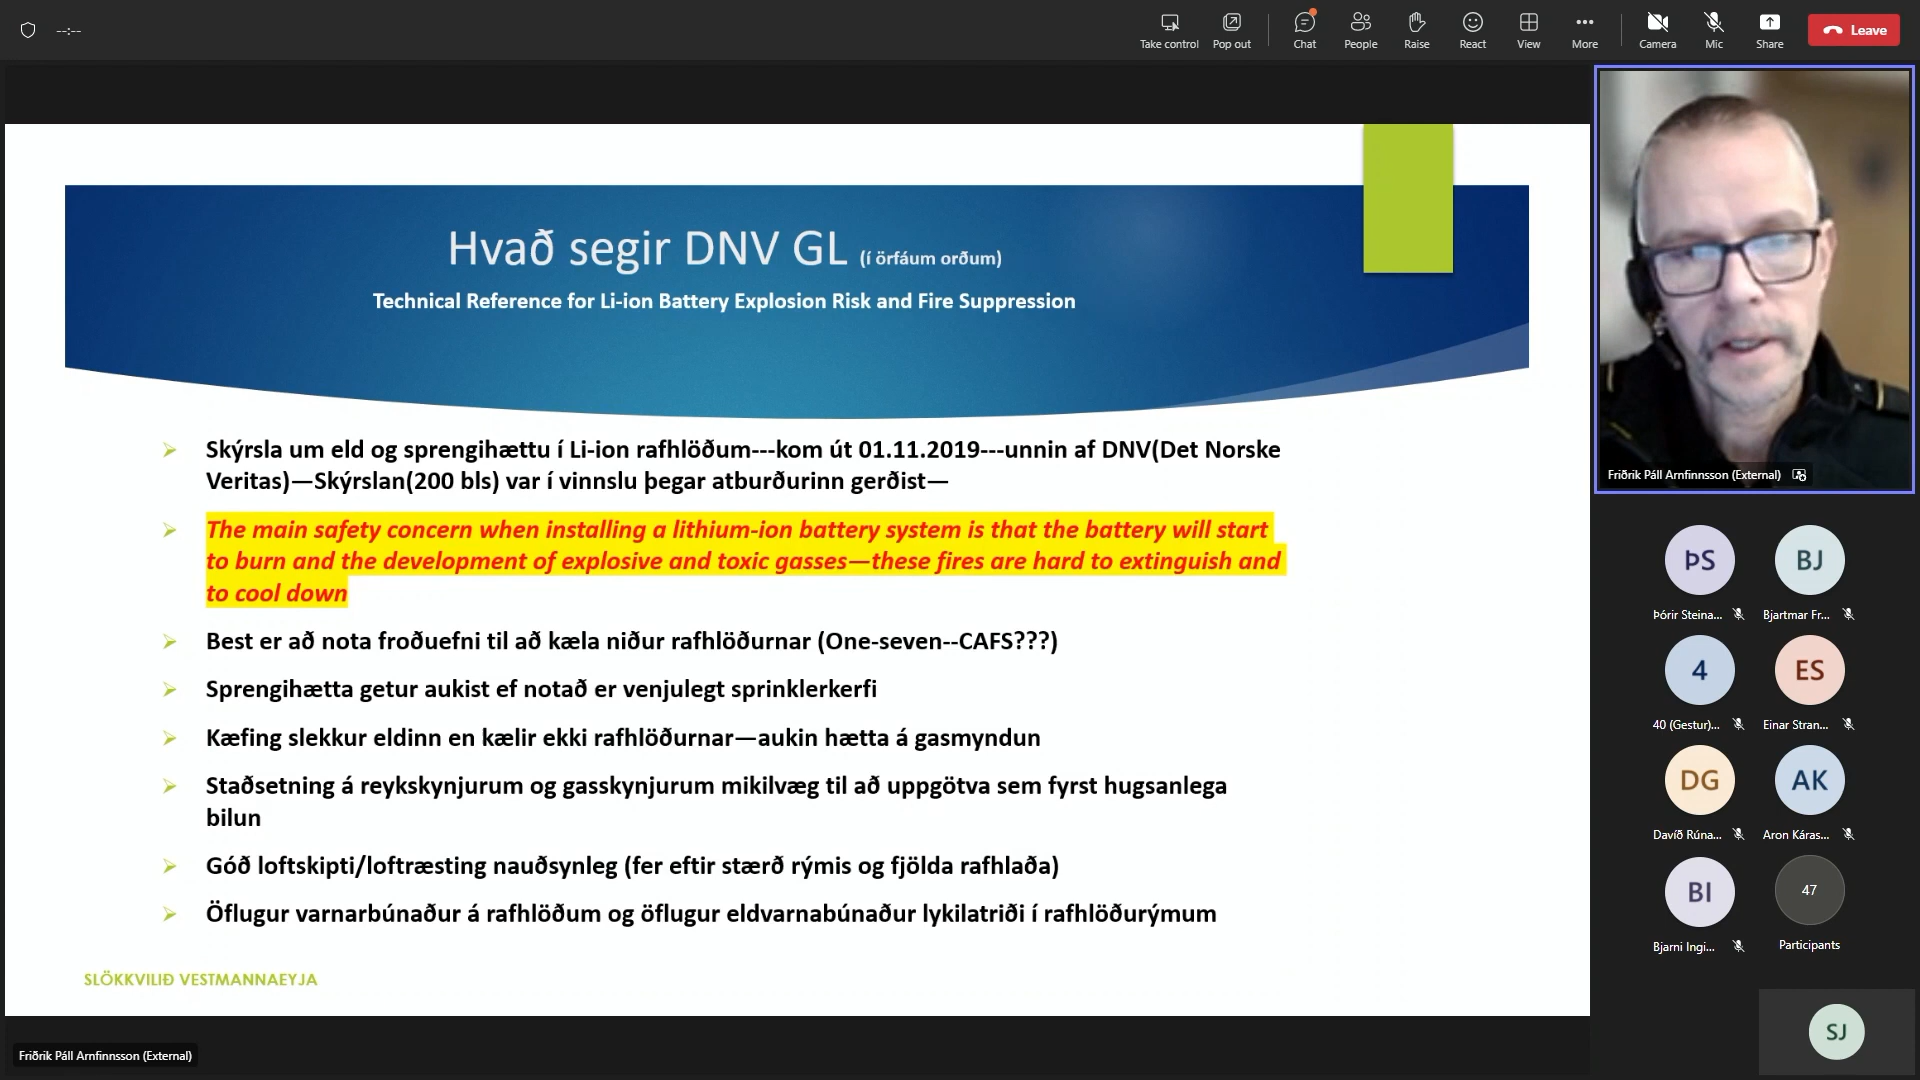 --:--
Take control
Pop out
Chat
People
Raise
React
View
More
Camera
Mic
Share
Leave
Hvað segir DNV GL (í örfáum orðum)
Technical Reference for Li-ion Battery Explosion Risk and Fire Suppression
Skýrsla um eld og sprengihættu í Li-ion rafhlöðum---kom út 01.11.2019---unnin af DNV(Det Norske
Veritas)—Skýrslan(200 bls) var í vinnslu þegar atburðurinn gerðist—
The main safety concern when installing a lithium-ion battery system is that the battery will start
to burn and the development of explosive and toxic gasses—these fires are hard to extinguish and
to cool down
Best er að nota froðuefni til að kæla niður rafhlöðurnar (One-seven--CAFS???)
Sprengihætta getur aukist ef notað er venjulegt sprinklerkerfi
Kæfing slekkur eldinn en kælir ekki rafhlöðurnar—aukin hætta á gasmyndun
Staðsetning á reykskynjurum og gasskynjurum mikilvæg til að uppgötva sem fyrst hugsanlega
bilun
Góð loftskipti/loftræsting nauðsynleg (fer eftir stærð rýmis og fjölda rafhlaða)
Öflugur varnarbúnaður á rafhlöðum og öflugur eldvarnabúnaður lykilatriði í rafhlöðurýmum
SLÖKKVILIÐ VESTMANNAEYJA
Friðrik Páll Arnfinnsson (External)
Friðrik Páll Arnfinnsson (External)
ÞS
BJ
Þórir Steina...
Bjartmar Fr...
4
ES
40 (Gestur)...
Einar Stran...
DG
AK
Davíð Rúna...
Aron Káras...
BI
47
Bjarni Ingi...
Participants
SJ